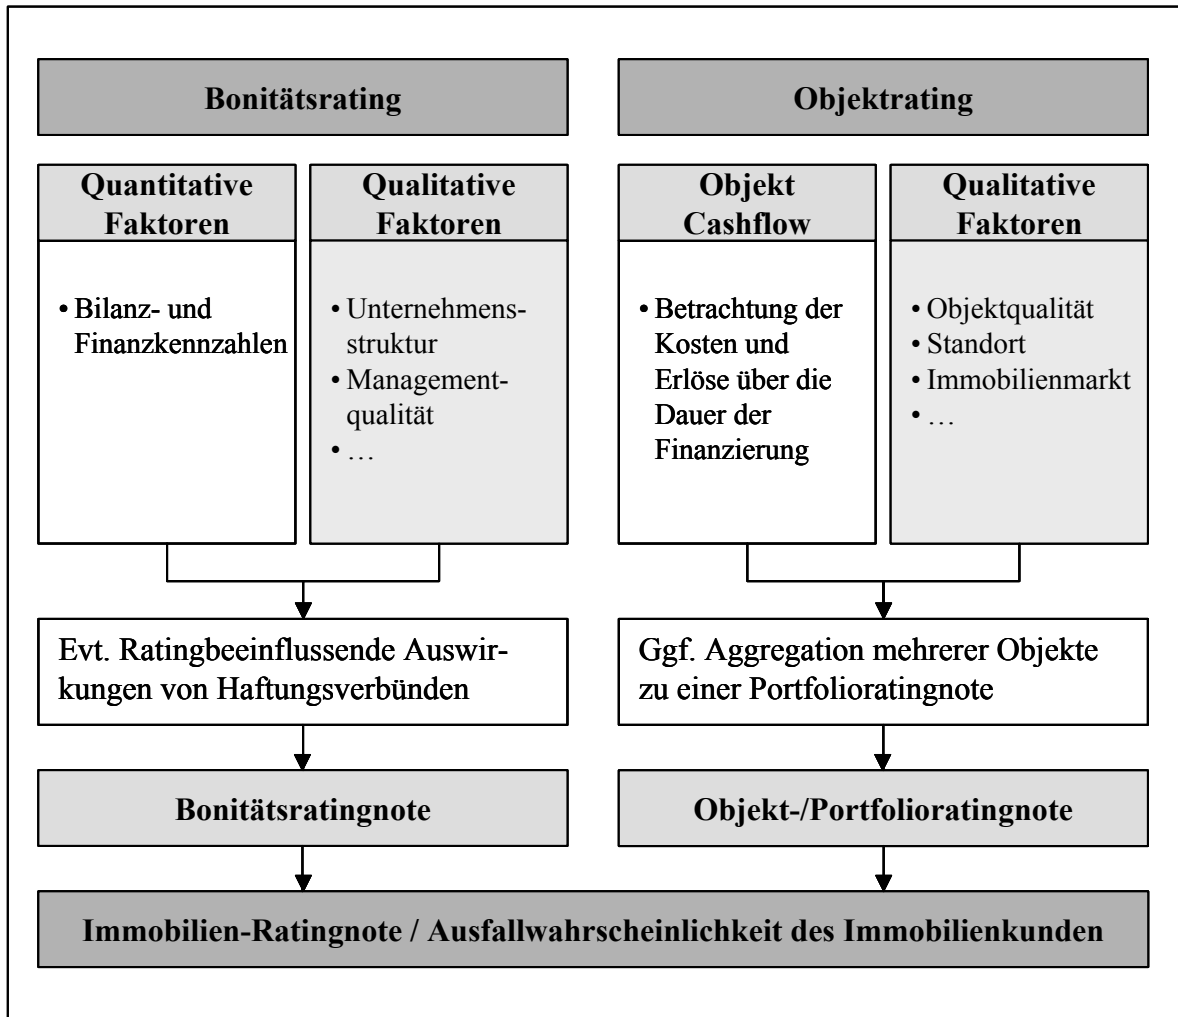 Bonitätsrating
Quantitative
Faktoren
• Bilanz- und
Finanzkennzahlen
Qualitative
Faktoren
• Unternehmens-
struktur
• Management-
qualität
• …
Evt. Ratingbeeinflussende Auswir-
kungen von Haftungsverbünden
Bonitätsratingnote
Objektrating
Objekt
Cashflow
• Betrachtung der
Kosten und
Erlöse über die
Dauer der
Finanzierung
Qualitative
Faktoren
• Objektqualität
• Standort
• Immobilienmarkt
• …
Ggf. Aggregation mehrerer Objekte
zu einer Portfolioratingnote
Objekt-/Portfolioratingnote
Immobilien-Ratingnote / Ausfallwahrscheinlichkeit des Immobilienkunden